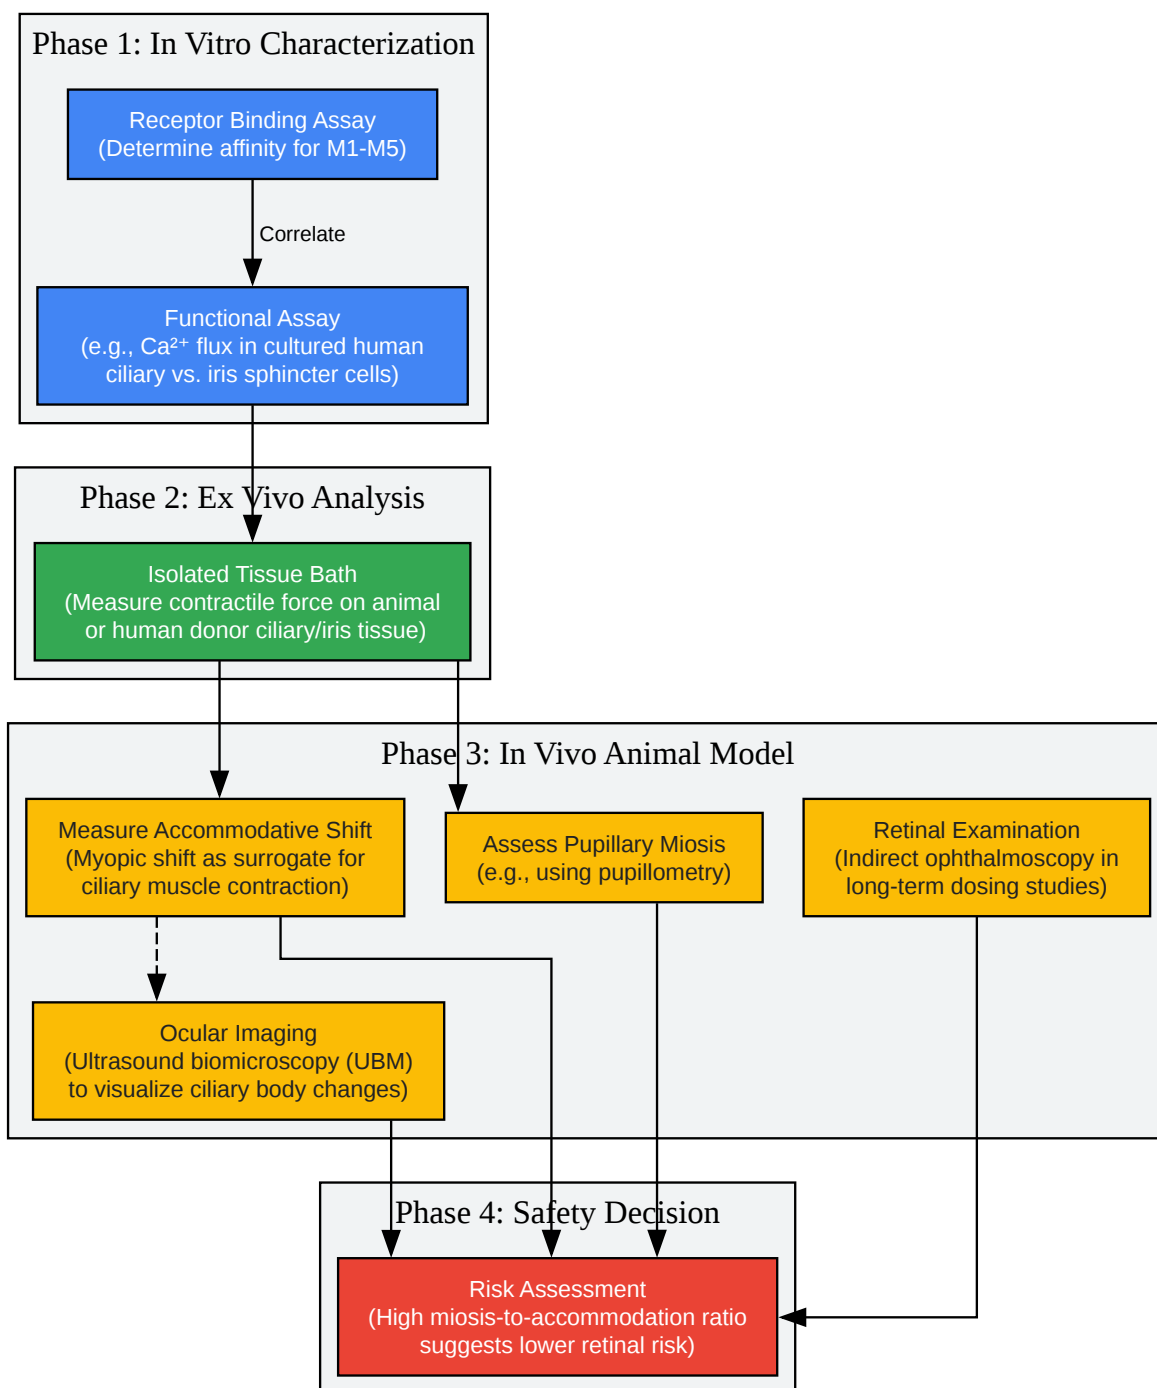 Phase 1: In Vitro Characterization
Receptor Binding Assay
(Determine affinity for M1-M5)
Correlate
Functional Assay
(e.g., Ca²⁺ flux in cultured human
ciliary vs. iris sphincter cells)
Phase 2: Ex Vivo Analysis
Isolated Tissue Bath
(Measure contractile force on animal
or human donor ciliary/iris tissue)
Phase 3: In Vivo Animal Model
Measure Accommodative Shift
(Myopic shift as surrogate for
ciliary muscle contraction)
Assess Pupillary Miosis
(e.g., using pupillometry)
Retinal Examination
(Indirect ophthalmoscopy in
long-term dosing studies)
Ocular Imaging
(Ultrasound biomicroscopy (UBM)
to visualize ciliary body changes)
Phase 4: Safety Decision
Risk Assessment
(High miosis-to-accommodation ratio
suggests lower retinal risk)